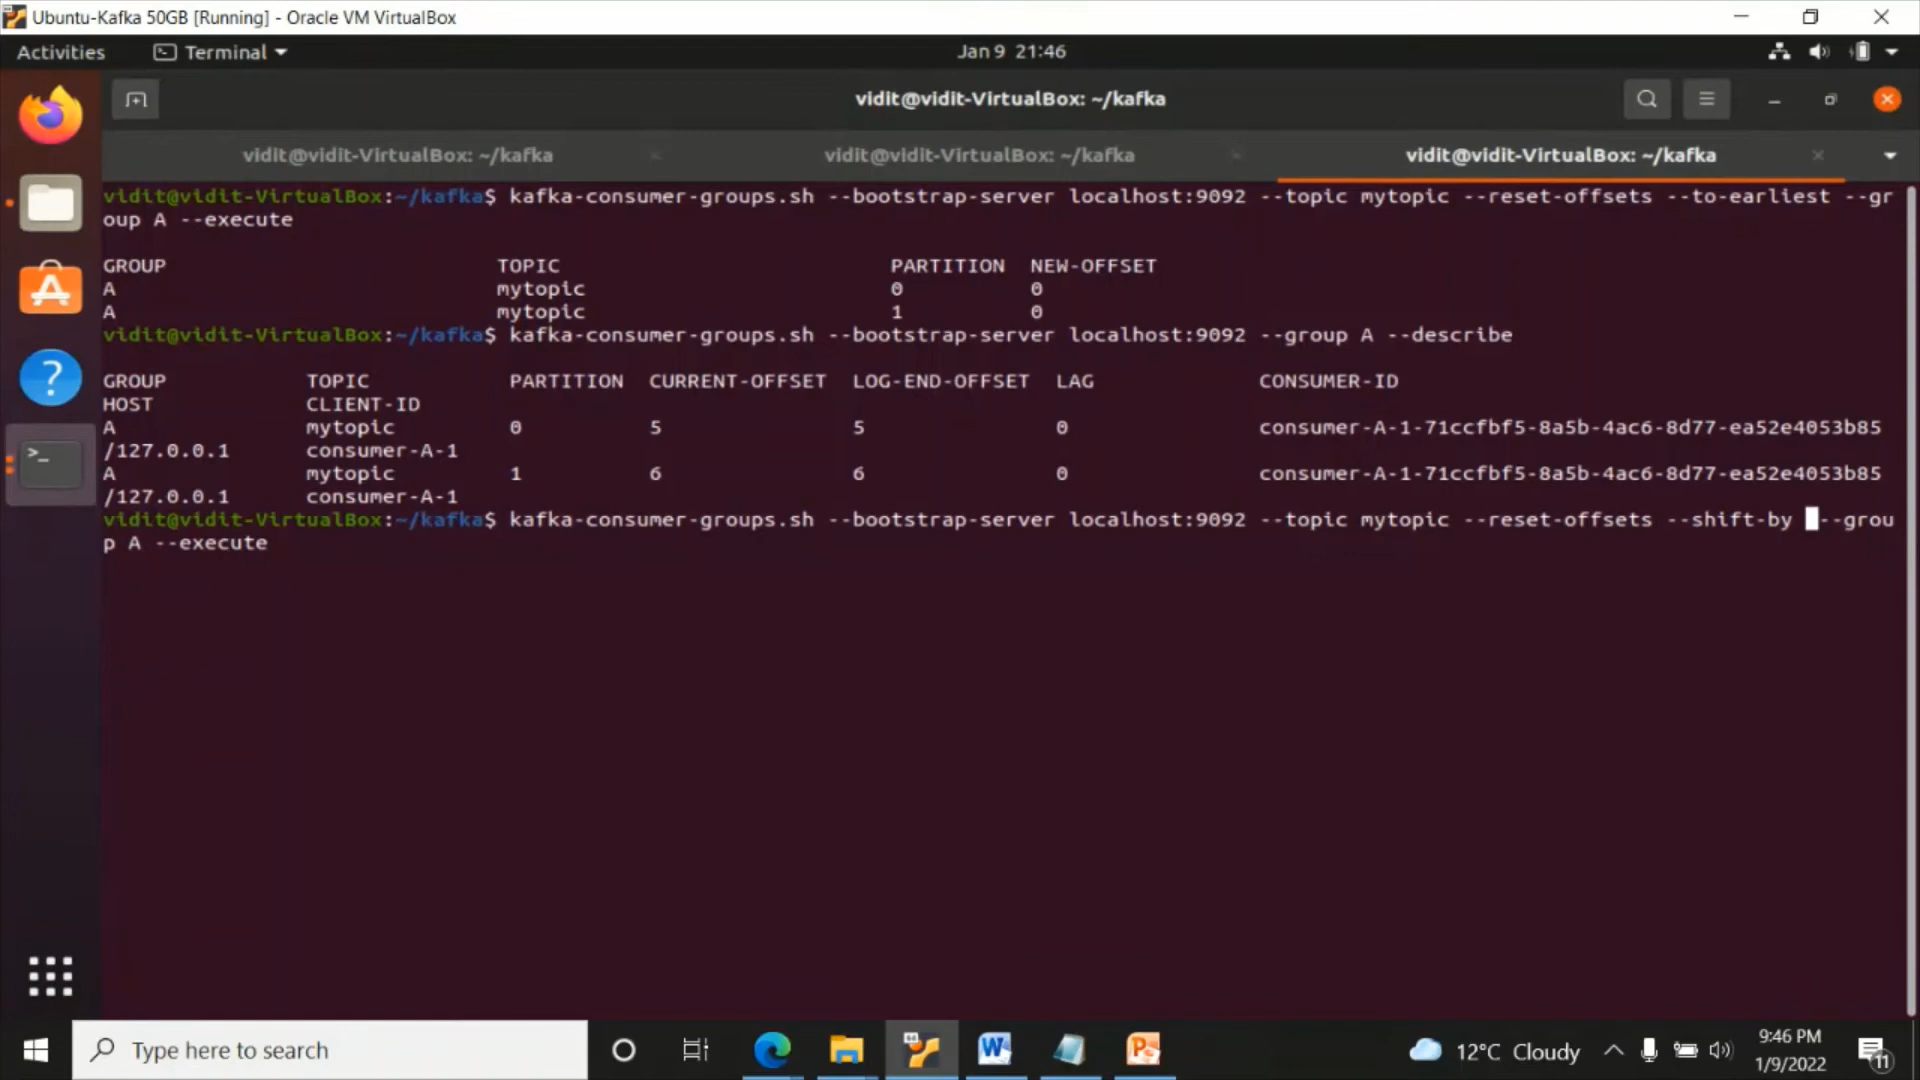 Ubuntu-Kafka 50GB [Running] - Oracle VM VirtualBox
Activities Terminal Jan 9 21:46
vidit@vidit-VirtualBox: ~/kafka
vidit@vidit-VirtualBox: ~/kafka vidit@vidit-VirtualBox: ~/kafka vidit@vidit-VirtualBox: ~/kafka
vidit@vidit-VirtualBox:~/kafka$ kafka-consumer-groups.sh --bootstrap-server localhost:9092 --topic mytopic --reset-offsets --to-earliest --gr
oup A --execute
GROUP TOPIC PARTITION NEW-OFFSET
A mytopic 0 0
A mytopic 1 0
vidit@vidit-VirtualBox:~/kafka$ kafka-consumer-groups.sh --bootstrap-server localhost:9092 --group A --describe
GROUP TOPIC PARTITION CURRENT-OFFSET LOG-END-OFFSET LAG CONSUMER-ID
HOST CLIENT-ID
A mytopic 0 5 5 0 consumer-A-1-71ccfbf5-8a5b-4ac6-8d77-ea52e4053b85
/127.0.0.1 consumer-A-1
A mytopic 1 6 6 0 consumer-A-1-71ccfbf5-8a5b-4ac6-8d77-ea52e4053b85
/127.0.0.1 consumer-A-1
vidit@vidit-VirtualBox:~/kafka$ kafka-consumer-groups.sh --bootstrap-server localhost:9092 --topic mytopic --reset-offsets --shift-by --grou
p A --execute
Type here to search
12°C Cloudy
9:46 PM
1/9/2022
11